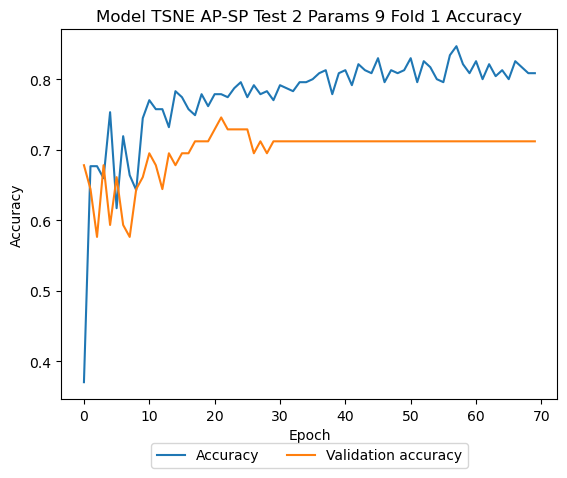 Model TSNE AP-SP Test 2 Params 9 Fold 1 Accuracy
0.8
0.7
0.6
0.5
0.4
Accuracy
0 10 20 30 40 50 60 70
Epoch
Accuracy Validation accuracy